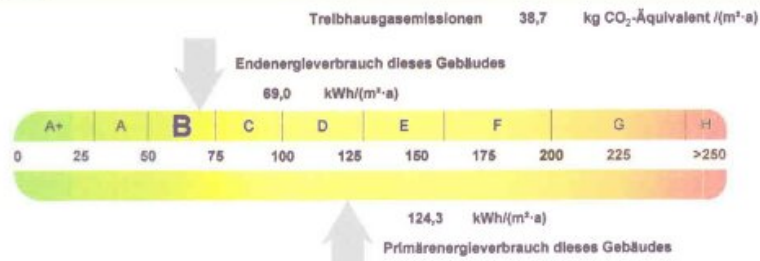 Treibhausgasemissionen 38,7 kg CO₂-Äquivalent /(m²·a)
Endenergieverbrauch dieses Gebäudes
69,0 kWh/(m²·a)
A+ A B C D E F G H
0 25 50 75 100 125 150 175 200 225 >250
124,3 kWh/(m²·a)
Primärenergieverbrauch dieses Gebäudes